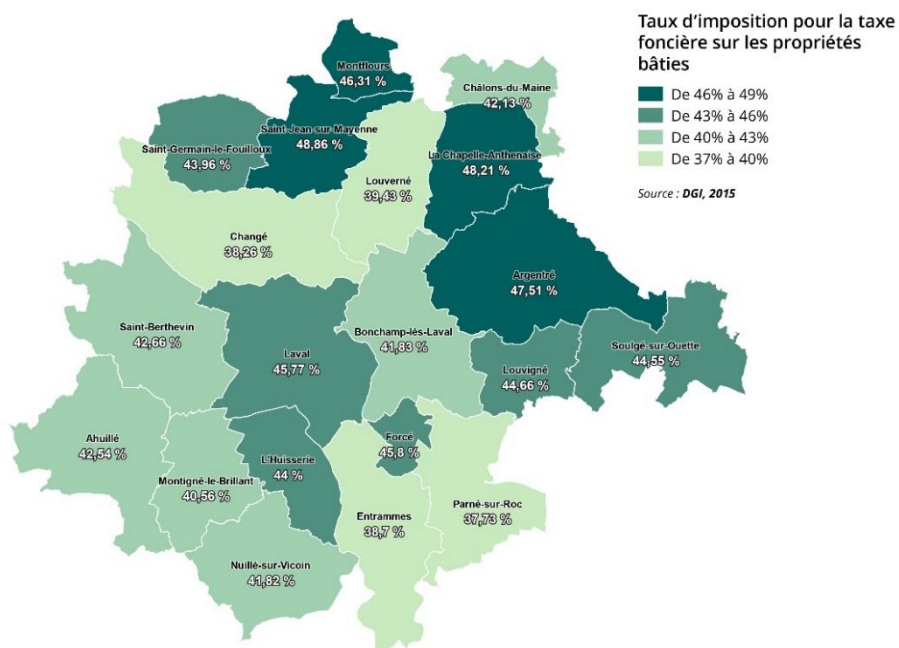 Taux d'imposition pour la taxe
foncière sur les propriétés
bâties
De 46% à 49%
De 43% à 46%
De 40% à 43%
De 37% à 40%
Source : DGI, 2015
Montflours
46,31 %
Châlons-du-Maine
42,13 %
Saint-Jean-sur-Mayenne
48,86 %
Saint-Germain-le-Fouilloux
43,96 %
La Chapelle-Anthenaise
48,21 %
Louverné
39,43 %
Changé
38,26 %
Argentré
47,51 %
Saint-Berthevin
42,66 %
Bonchamp-lès-Laval
41,83 %
Laval
45,77 %
Louvigné
44,66 %
Soulgé-sur-Ouette
44,55 %
Ahuillé
42,54 %
Forcé
45,8 %
L'Huisserie
44 %
Montigné-le-Brillant
40,56 %
Entrammes
38,7 %
Parné-sur-Roc
37,73 %
Nuillé-sur-Vicoin
41,82 %